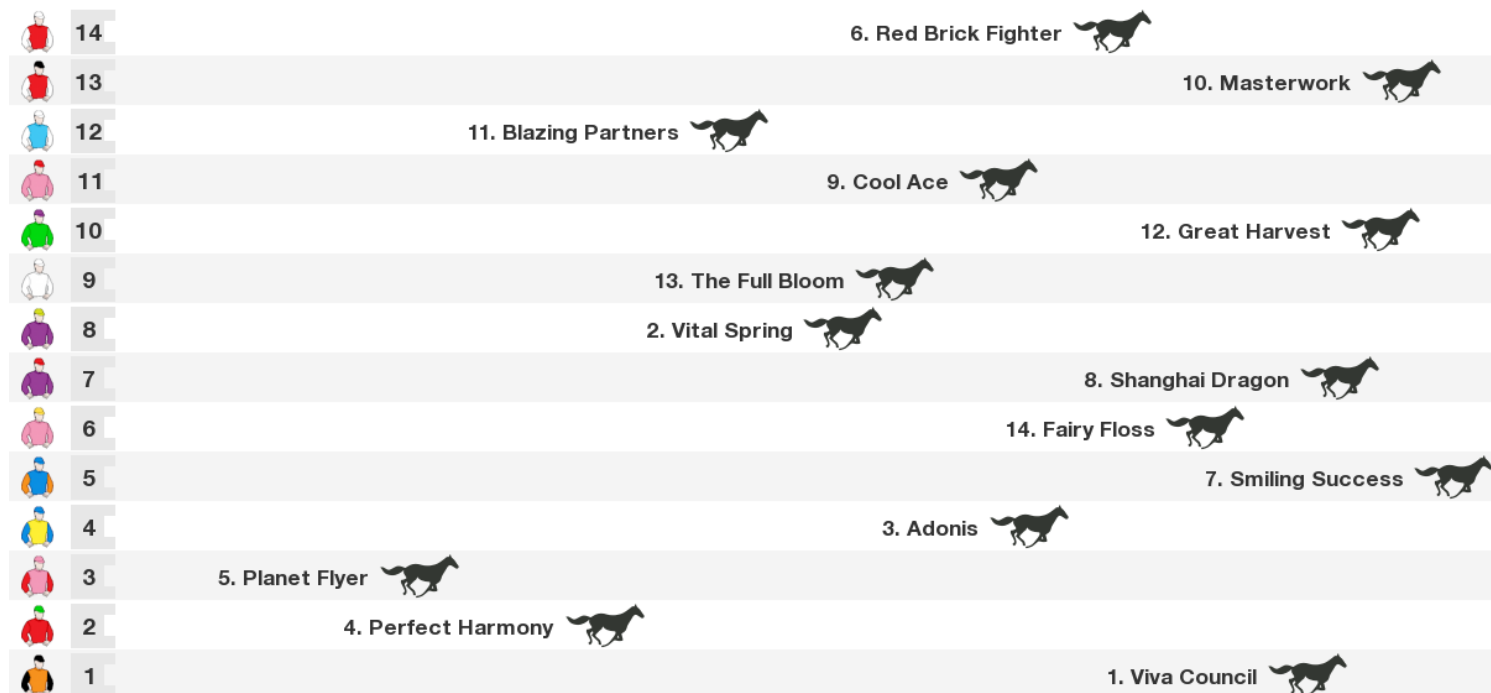 14 6. Red Brick Fighter
13 10. Masterwork
12 11. Blazing Partners
11 9. Cool Ace
10 12. Great Harvest
9 13. The Full Bloom
8 2. Vital Spring
7 8. Shanghai Dragon
6 14. Fairy Floss
5 7. Smiling Success
4 3. Adonis
3 5. Planet Flyer
2 4. Perfect Harmony
1 1. Viva Council